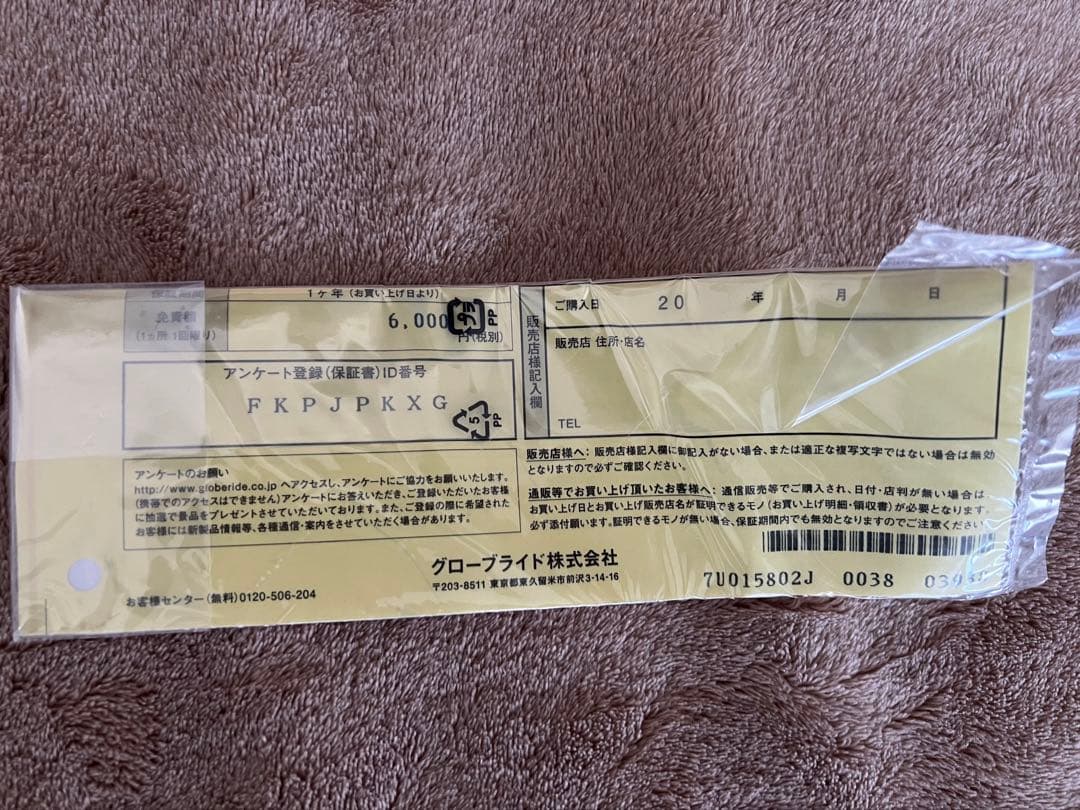 保証期間
1ヶ年(お買い上げ日より)
免責額
(1ヵ所・1回限り)
6,000
円(税別)
PP
アンケート登録(保証書)ID番号
FKPJPKXG
5
PP
アンケートのお願い
http://www.globeride.co.jp へアクセスし、アンケートにご協力をお願いいたします。
(携帯でのアクセスはできません)アンケートにお答えいただき、ご登録いただいたお客様
に抽選で景品をプレゼントさせていただいております。また、ご登録の際に希望された
お客様には新製品情報等、各種通信・案内をさせていただく場合があります。
販売店様記入欄
ご購入日 20 年 月 日
販売店 住所・店名
TEL
販売店様へ:販売店様記入欄に御記入がない場合、または適正な複写文字ではない場合は無効
となりますので必ずご確認ください。
通販等でお買い上げ頂いたお客様へ:通信販売等でご購入され、日付・店判が無い場合は
お買い上げ日とお買い上げ販売店名が証明できるモノ(お買い上げ明細・領収書)が必要となります。
必ず添付願います。証明できるモノが無い場合、保証期間内でも無効となりますのでご注意ください。
グローブライド株式会社
〒203-8511 東京都東久留米市前沢3-14-16
お客様センター(無料)0120-506-204
7U015802J 0038